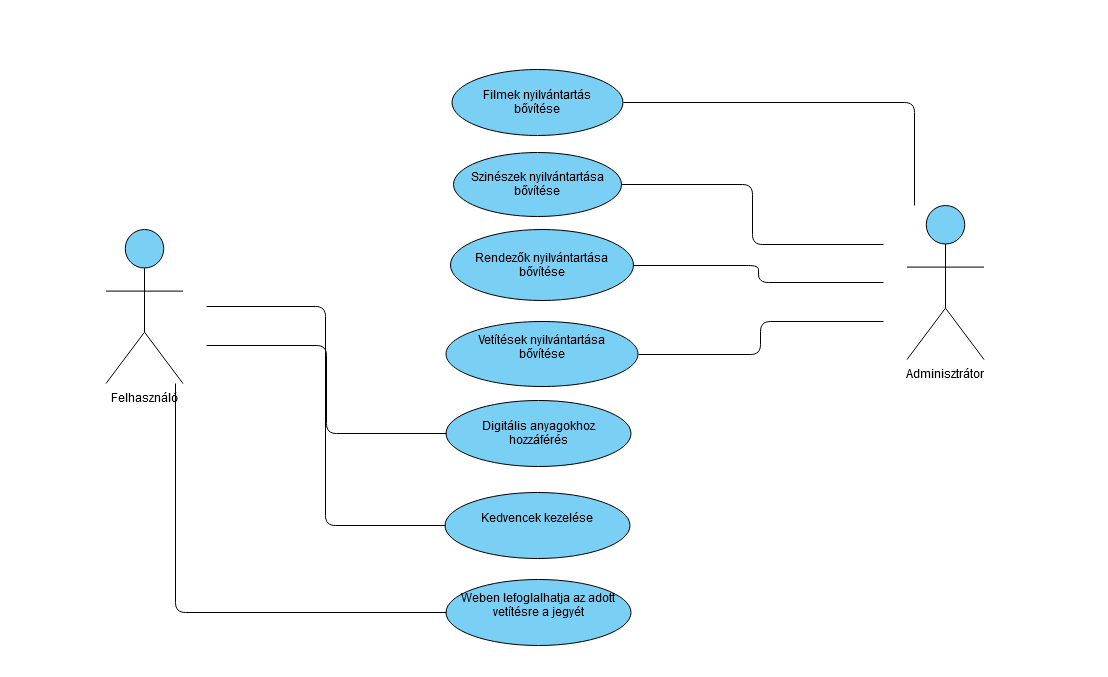 Filmek nyilvántartás
bővítése
Szinészek nyilvántartása
bővítése
Rendezők nyilvántartása
bővítése
Vetítések nyilvántartása
bővítése
Adminisztrátor
Felhasználó
Digitális anyagokhoz
hozzáférés
Kedvencek kezelése
Weben lefoglalhatja az adott
vetítésre a jegyét